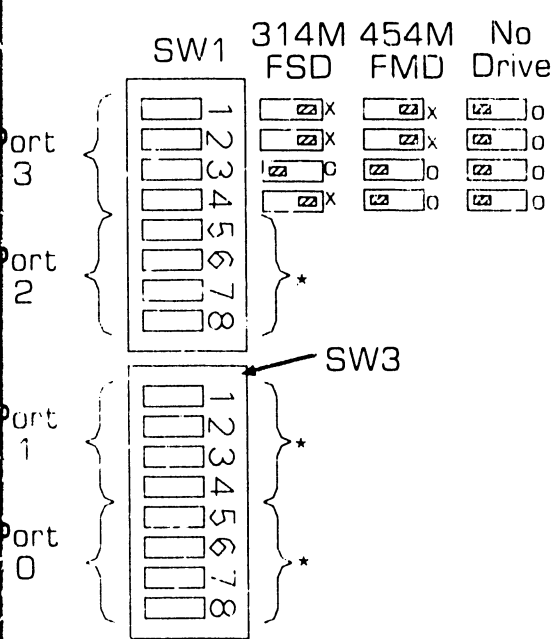 SW1 314M FSD 454M FMD No Drive
1 X X O
2 X X O
3 O O O
4 X O O
5
6
7 *
8
Port 3
Port 2
SW3
1
2
3 *
4
5
6
7 *
8
Port 1
Port 0